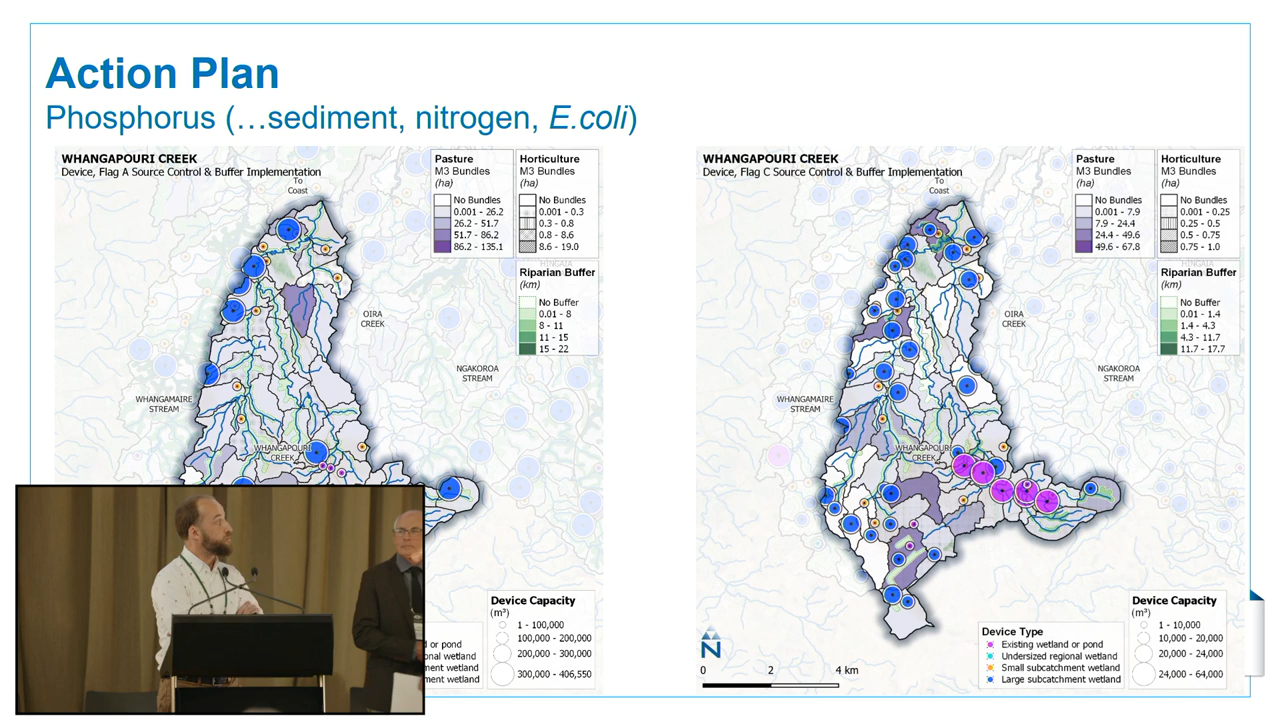 Action Plan
Phosphorus (…sediment, nitrogen, E.coli)
WHANGAPOURI CREEK
Device, Flag A Source Control & Buffer Implementation
To
Coast
Pasture
M3 Bundles
(ha)
No Bundles
0.001 - 26.2
26.2 - 51.7
51.7 - 86.2
86.2 - 135.1
Horticulture
M3 Bundles
(ha)
No Bundles
0.001 - 0.3
0.3 - 0.8
0.8 - 8.6
8.6 - 19.0
HINGAIA
Riparian Buffer
(km)
No Buffer
0.01 - 8
8 - 11
11 - 15
15 - 22
OIRA
CREEK
NGAKOROA
STREAM
WHANGAMAIRE
STREAM
WHANGAPOURI
CREEK
d or pond
onal wetland
ment wetland
ment wetland
Device Capacity
(m³)
1 - 100,000
100,000 - 200,000
200,000 - 300,000
300,000 - 406,550
WHANGAPOURI CREEK
Device, Flag C Source Control & Buffer Implementation
To
Coast
Pasture
M3 Bundles
(ha)
No Bundles
0.001 - 7.9
7.9 - 24.4
24.4 - 49.6
49.6 - 67.8
Horticulture
M3 Bundles
(ha)
No Bundles
0.001 - 0.25
0.25 - 0.5
0.5 - 0.75
0.75 - 1.0
HINGAIA
Riparian Buffer
(km)
No Buffer
0.01 - 1.4
1.4 - 4.3
4.3 - 11.7
11.7 - 17.7
OIRA
CREEK
NGAKOROA
STREAM
WHANGAMAIRE
STREAM
WHANGAPOURI
CREEK
N
0 2 4 km
Device Type
Existing wetland or pond
Undersized regional wetland
Small subcatchment wetland
Large subcatchment wetland
Device Capacity
(m³)
1 - 10,000
10,000 - 20,000
20,000 - 24,000
24,000 - 64,000